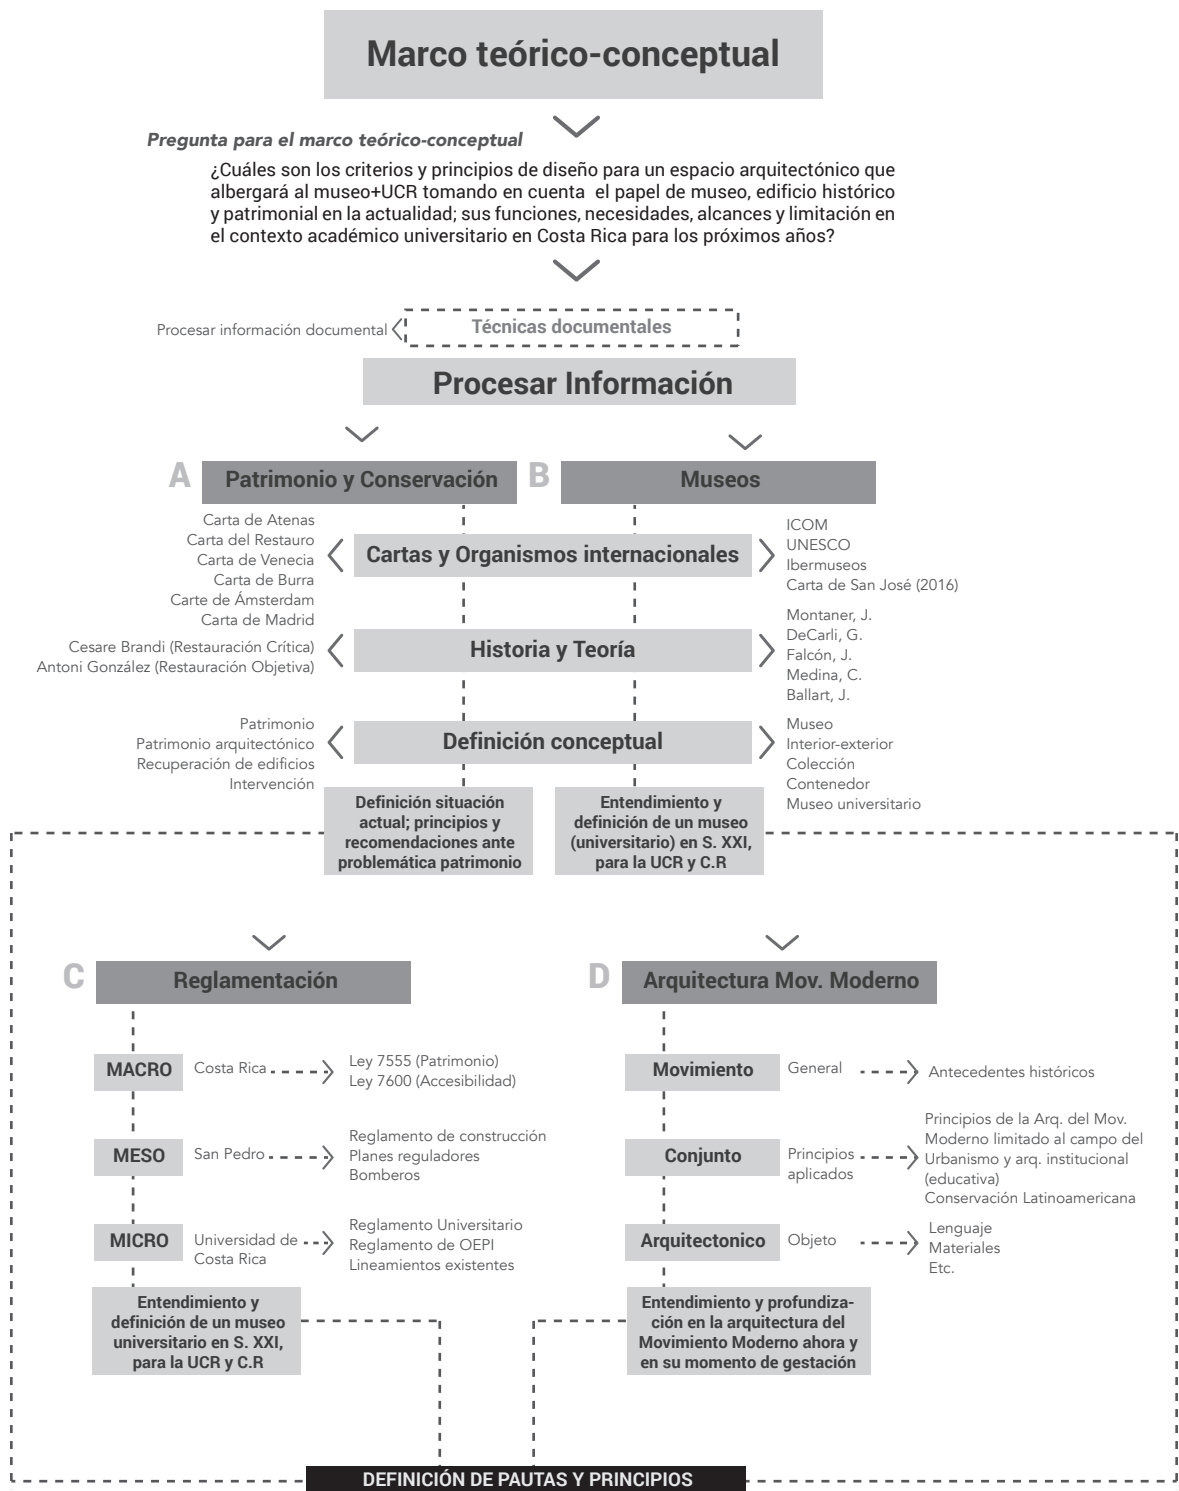 Marco teórico-conceptual
Pregunta para el marco teórico-conceptual
¿Cuáles son los criterios y principios de diseño para un espacio arquitectónico que
albergará al museo+UCR tomando en cuenta  el papel de museo, edificio histórico
y patrimonial en la actualidad; sus funciones, necesidades, alcances y limitación en
el contexto académico universitario en Costa Rica para los próximos años?
Técnicas documentales
Procesar información documental
Procesar Información
A
Patrimonio y Conservación
B
Museos
Carta de Atenas
Carta del Restauro
Carta de Venecia
Carta de Burra
Carte de Ámsterdam
Carta de Madrid
Cartas y Organismos internacionales
ICOM
UNESCO
Ibermuseos
Carta de San José (2016)
Cesare Brandi (Restauración Crítica)
Antoni González (Restauración Objetiva)
Historia y Teoría
Montaner, J.
DeCarli, G.
Falcón, J.
Medina, C.
Ballart, J.
Patrimonio
Patrimonio arquitectónico
Recuperación de edificios
Intervención
Definición conceptual
Museo
Interior-exterior
Colección
Contenedor
Museo universitario
Definición situación
actual; principios y
recomendaciones ante
problemática patrimonio
Entendimiento y
definición de un museo
(universitario) en S. XXI,
para la UCR y C.R
C
Reglamentación
MACRO
Costa Rica
Ley 7555 (Patrimonio)
Ley 7600 (Accesibilidad)
MESO
San Pedro
Reglamento de construcción
Planes reguladores
Bomberos
MICRO
Universidad de
Costa Rica
Reglamento Universitario
Reglamento de OEPI
Lineamientos existentes
Entendimiento y
definición de un museo
universitario en S. XXI,
para la UCR y C.R
D
Arquitectura Mov. Moderno
Movimiento
General
Antecedentes históricos
Conjunto
Principios
aplicados
Principios de la Arq. del Mov.
Moderno limitado al campo del
Urbanismo y arq. institucional
(educativa)
Conservación Latinoamericana
Arquitectonico
Objeto
Lenguaje
Materiales
Etc.
Entendimiento y profundiza-
ción en la arquitectura del
Movimiento Moderno ahora y
en su momento de gestación
DEFINICIÓN DE PAUTAS Y PRINCIPIOS